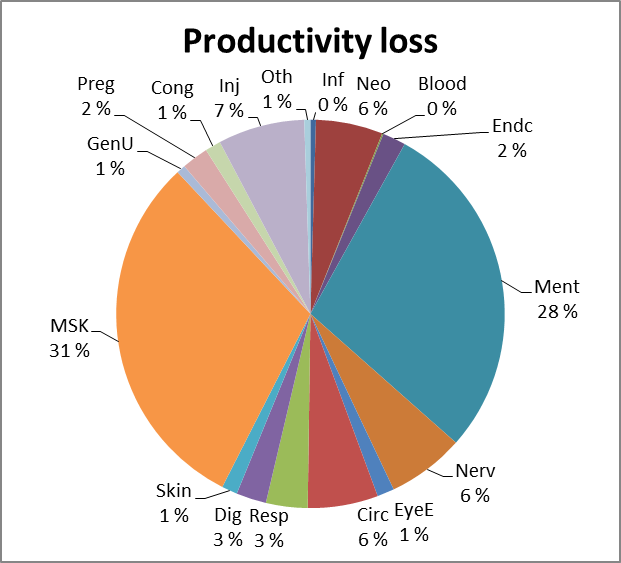 Productivity loss
Inf
0 %
Neo
6 %
Blood
0 %
Endc
2 %
Ment
28 %
Nerv
6 %
EyeE
1 %
Circ
6 %
Resp
3 %
Dig
3 %
Skin
1 %
MSK
31 %
GenU
1 %
Preg
2 %
Cong
1 %
Inj
7 %
Oth
1 %